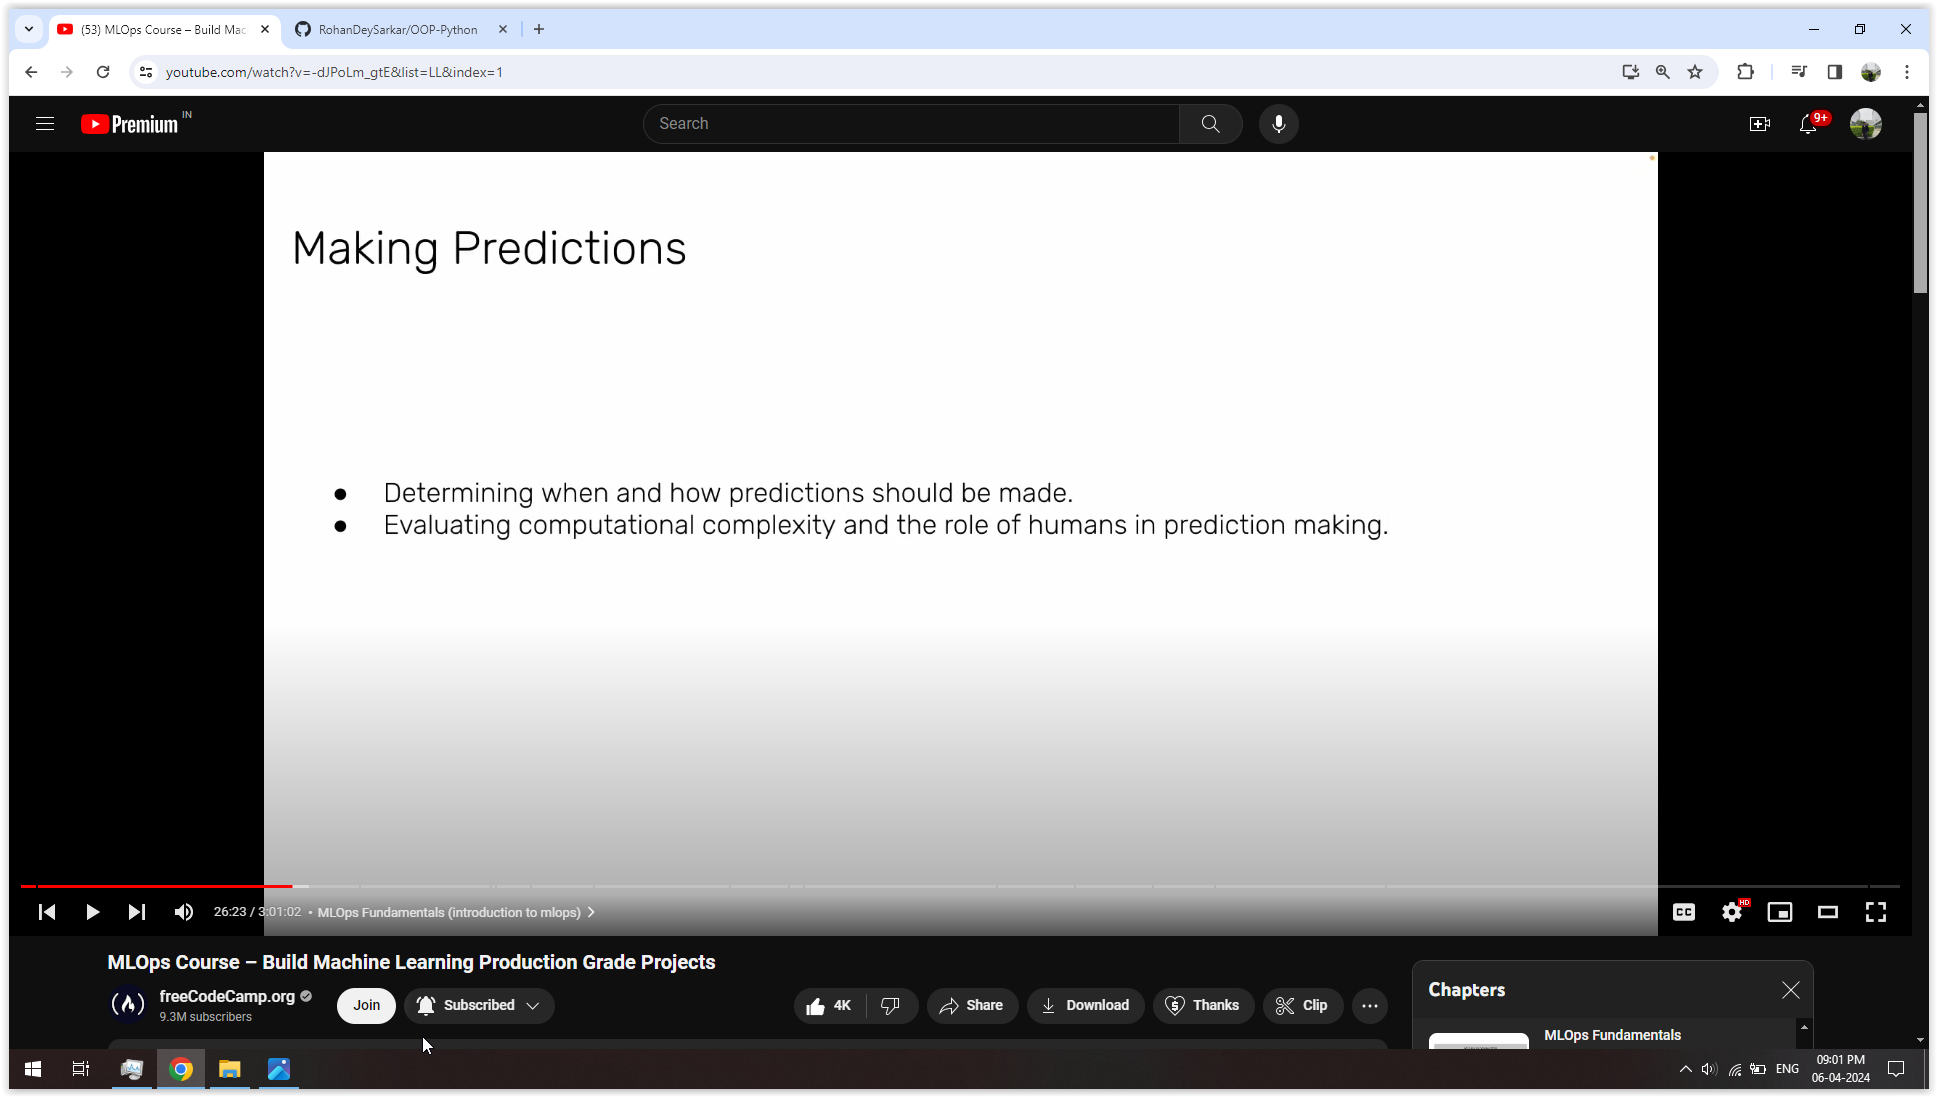 (53) MLOps Course – Build Mac
RohanDeySarkar/OOP-Python
youtube.com/watch?v=-dJPoLm_gtE&list=LL&index=1
Premium IN
Search
9+
Making Predictions
● Determining when and how predictions should be made.
● Evaluating computational complexity and the role of humans in prediction making.
26:23 / 3:01:02 • MLOps Fundamentals (introduction to mlops)
CC
HD
MLOps Course – Build Machine Learning Production Grade Projects
freeCodeCamp.org
9.3M subscribers
Join
Subscribed
4K
Share
Download
Thanks
Clip
Chapters
MLOps Fundamentals
ENG
09:01 PM
06-04-2024